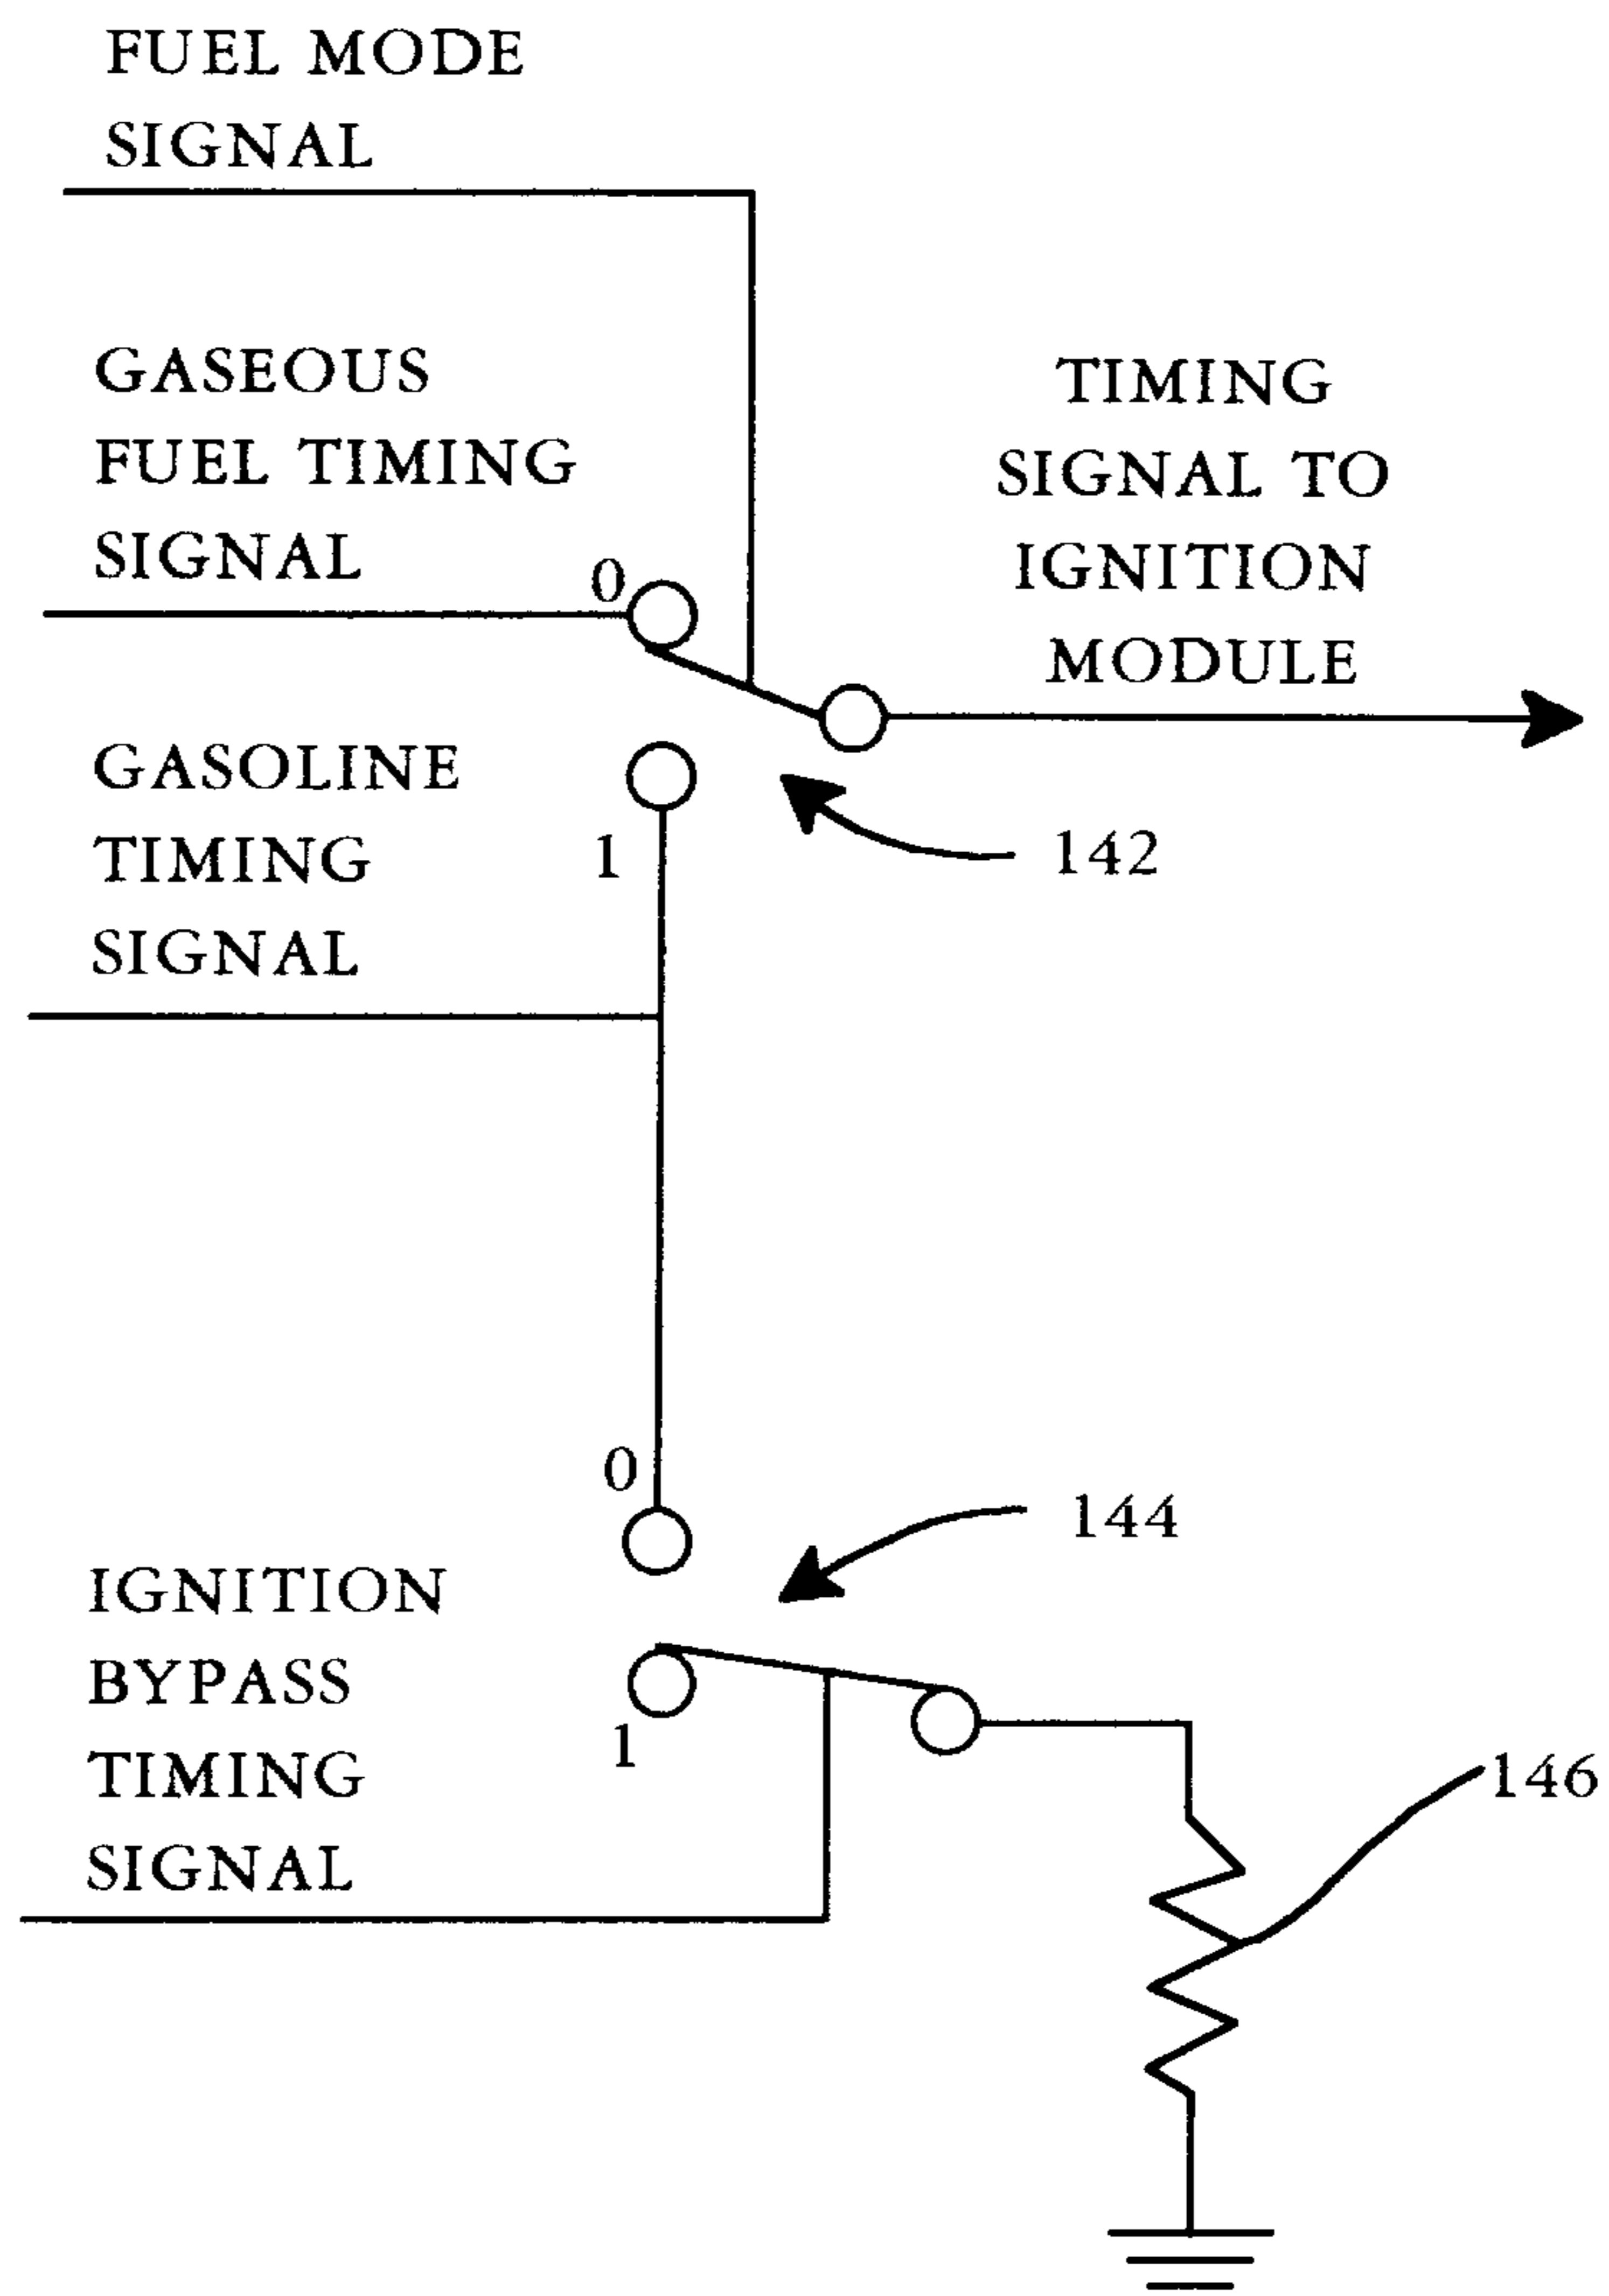 FUEL MODE
SIGNAL
GASEOUS
FUEL TIMING
SIGNAL
0
TIMING
SIGNAL TO
IGNITION
MODULE
GASOLINE
TIMING
SIGNAL
1
142
0
144
IGNITION
BYPASS
TIMING
SIGNAL
1
146